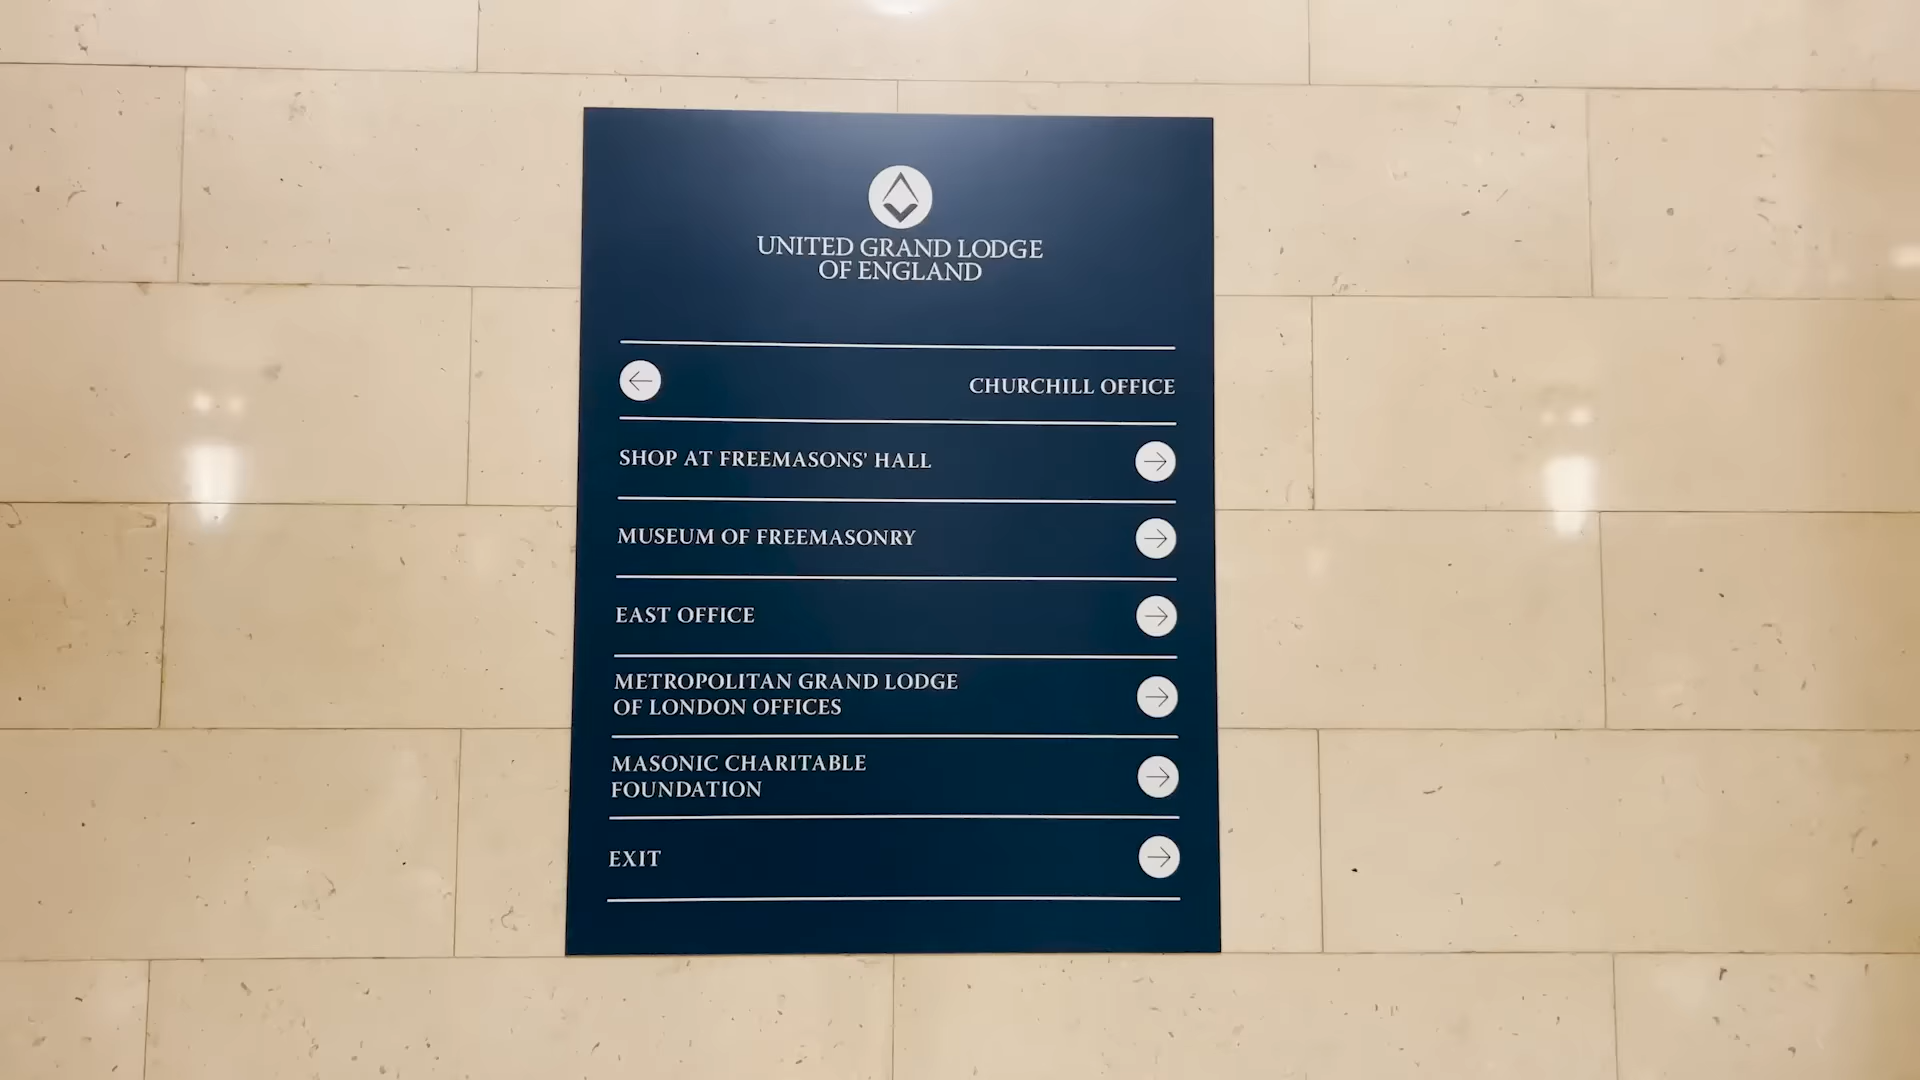 UNITED GRAND LODGE
OF ENGLAND
CHURCHILL OFFICE
SHOP AT FREEMASONS' HALL
MUSEUM OF FREEMASONRY
EAST OFFICE
METROPOLITAN GRAND LODGE
OF LONDON OFFICES
MASONIC CHARITABLE
FOUNDATION
EXIT